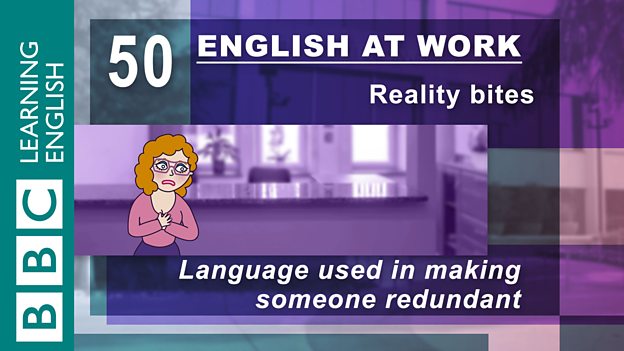 BBC
LEARNING
ENGLISH
50
ENGLISH AT WORK
Reality bites
Language used in making
someone redundant